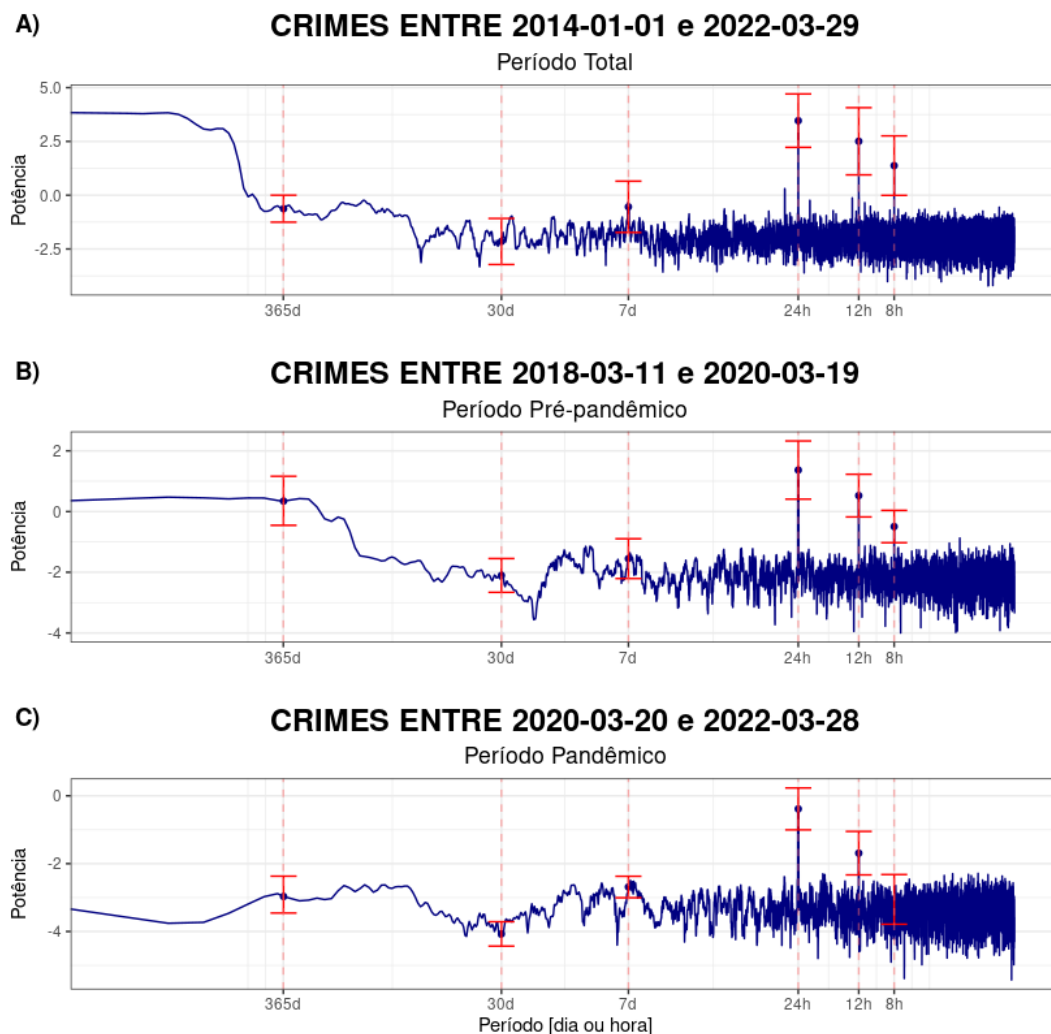 A)
CRIMES ENTRE 2014-01-01 e 2022-03-29
Período Total
Potência
5.0
2.5
0.0
-2.5
365d 30d 7d 24h 12h 8h
B)
CRIMES ENTRE 2018-03-11 e 2020-03-19
Período Pré-pandêmico
Potência
2
0
-2
-4
365d 30d 7d 24h 12h 8h
C)
CRIMES ENTRE 2020-03-20 e 2022-03-28
Período Pandêmico
Potência
0
-2
-4
365d 30d 7d 24h 12h 8h
Período [dia ou hora]